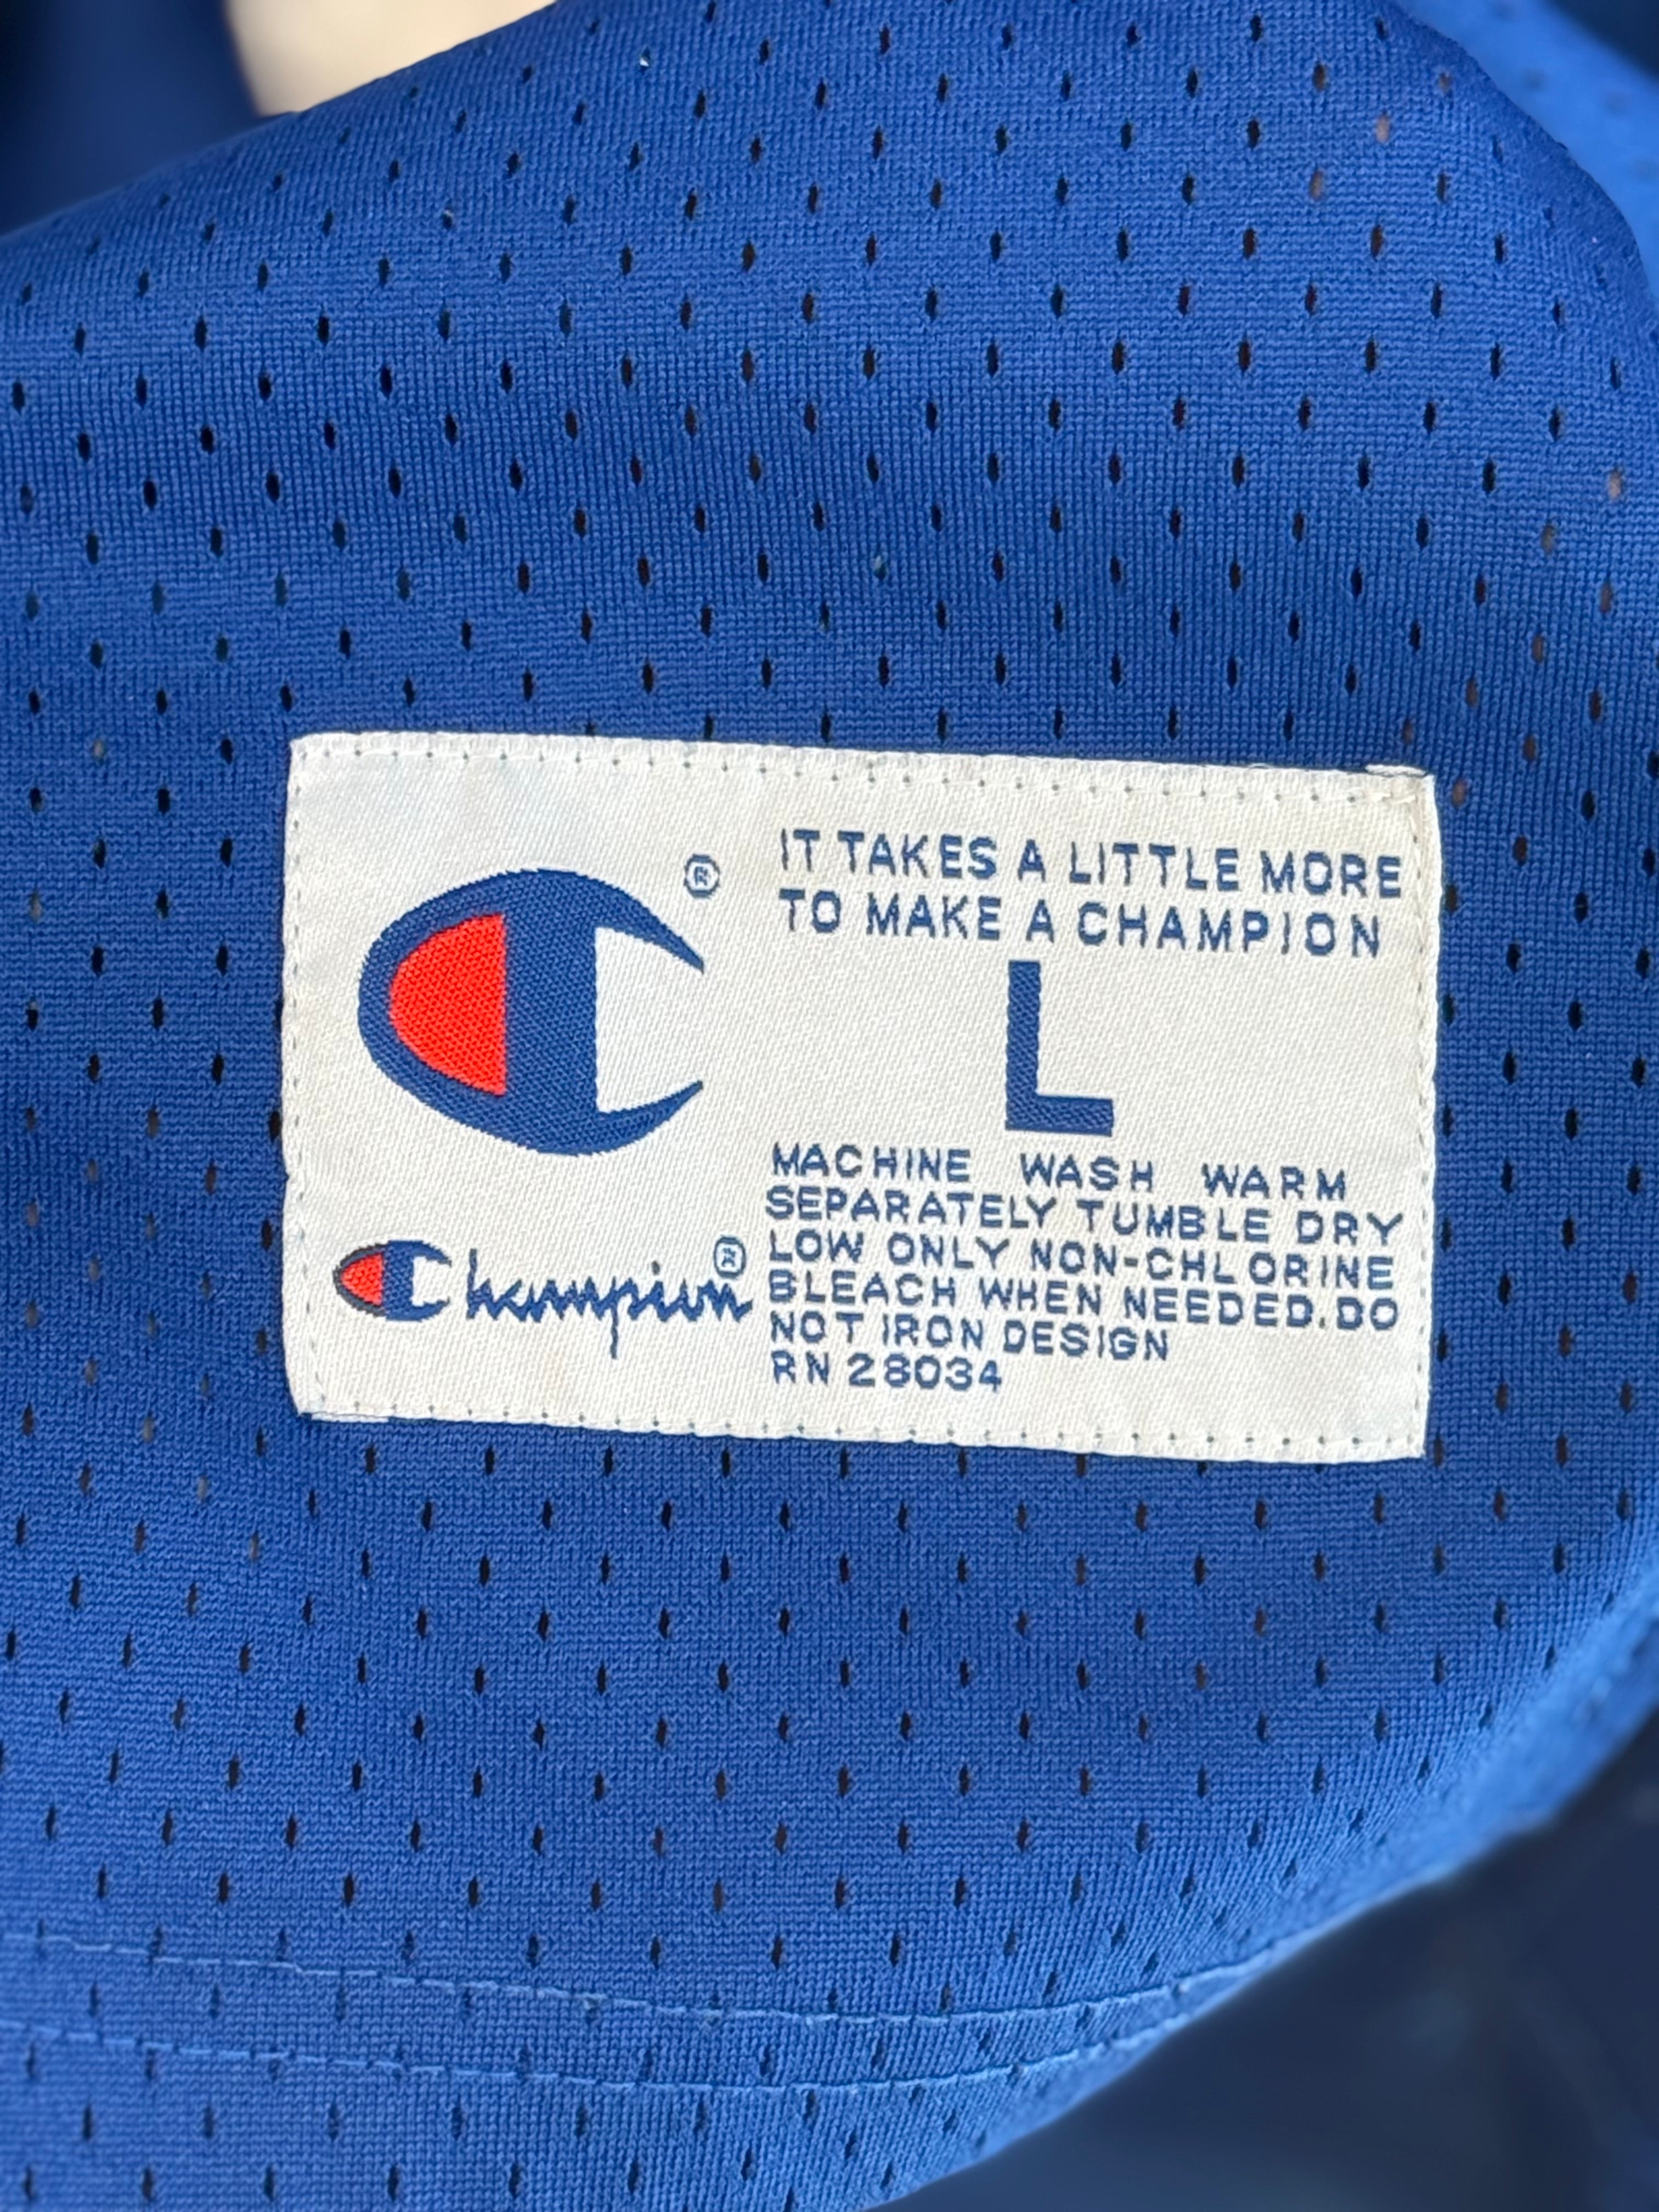 ®
IT TAKES A LITTLE MORE
TO MAKE A CHAMPION
L
Champion®
MACHINE WASH WARM
SEPARATELY TUMBLE DRY
LOW ONLY NON-CHLORINE
BLEACH WHEN NEEDED. DO
NOT IRON DESIGN
RN 28034